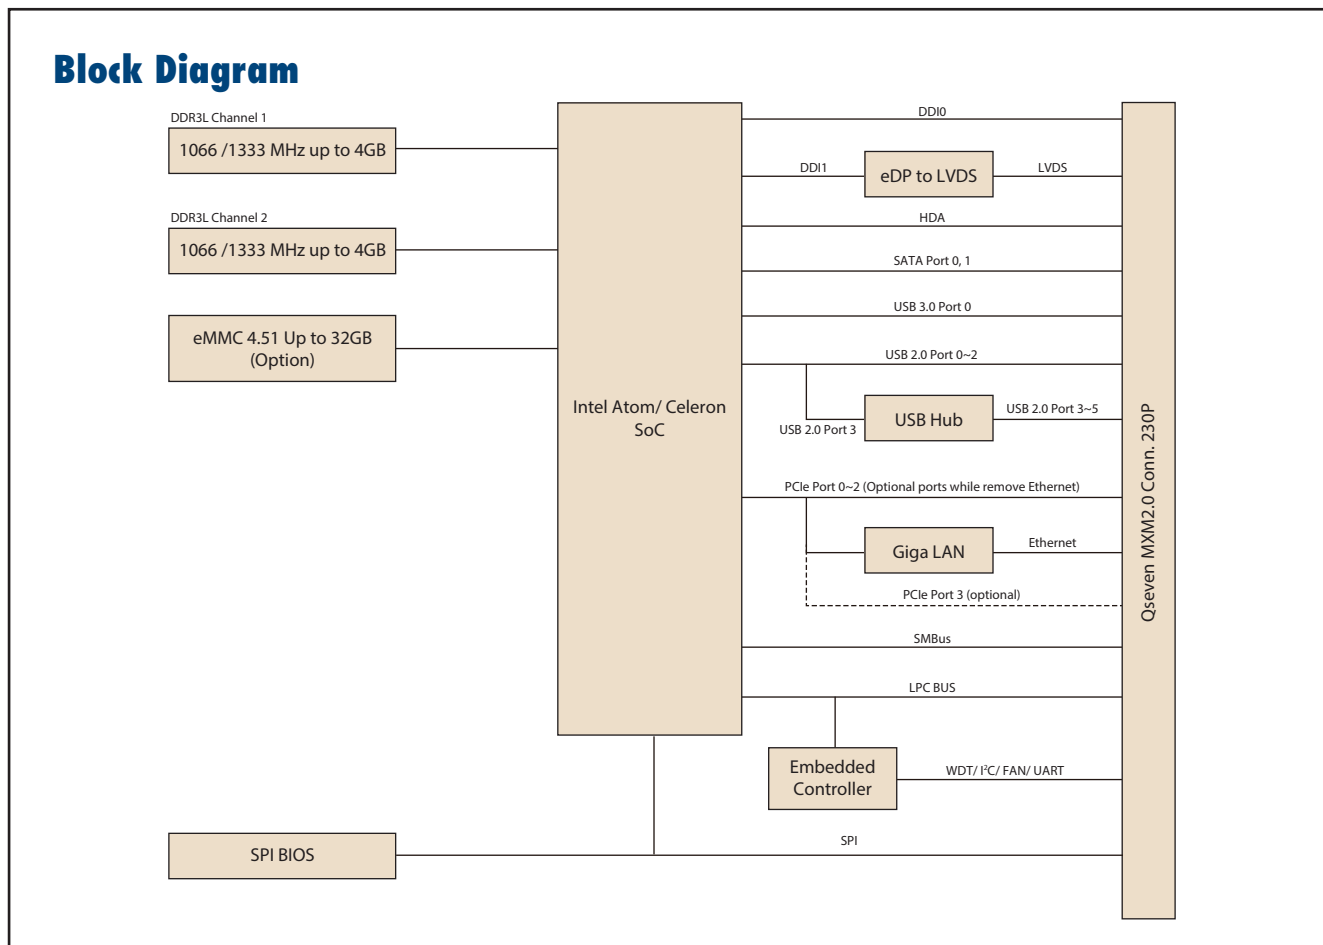 Block Diagram
DDR3L Channel 1
1066 /1333 MHz up to 4GB
DDR3L Channel 2
1066 /1333 MHz up to 4GB
eMMC 4.51 Up to 32GB
(Option)
SPI BIOS
Intel Atom/ Celeron
SoC
DDI0
DDI1
eDP to LVDS
LVDS
HDA
SATA Port 0, 1
USB 3.0 Port 0
USB 2.0 Port 0~2
USB 2.0 Port 3
USB Hub
USB 2.0 Port 3~5
PCIe Port 0~2 (Optional ports while remove Ethernet)
Giga LAN
Ethernet
PCIe Port 3 (optional)
SMBus
LPC BUS
Embedded
Controller
WDT/ I²C/ FAN/ UART
SPI
Qseven MXM2.0 Conn. 230P